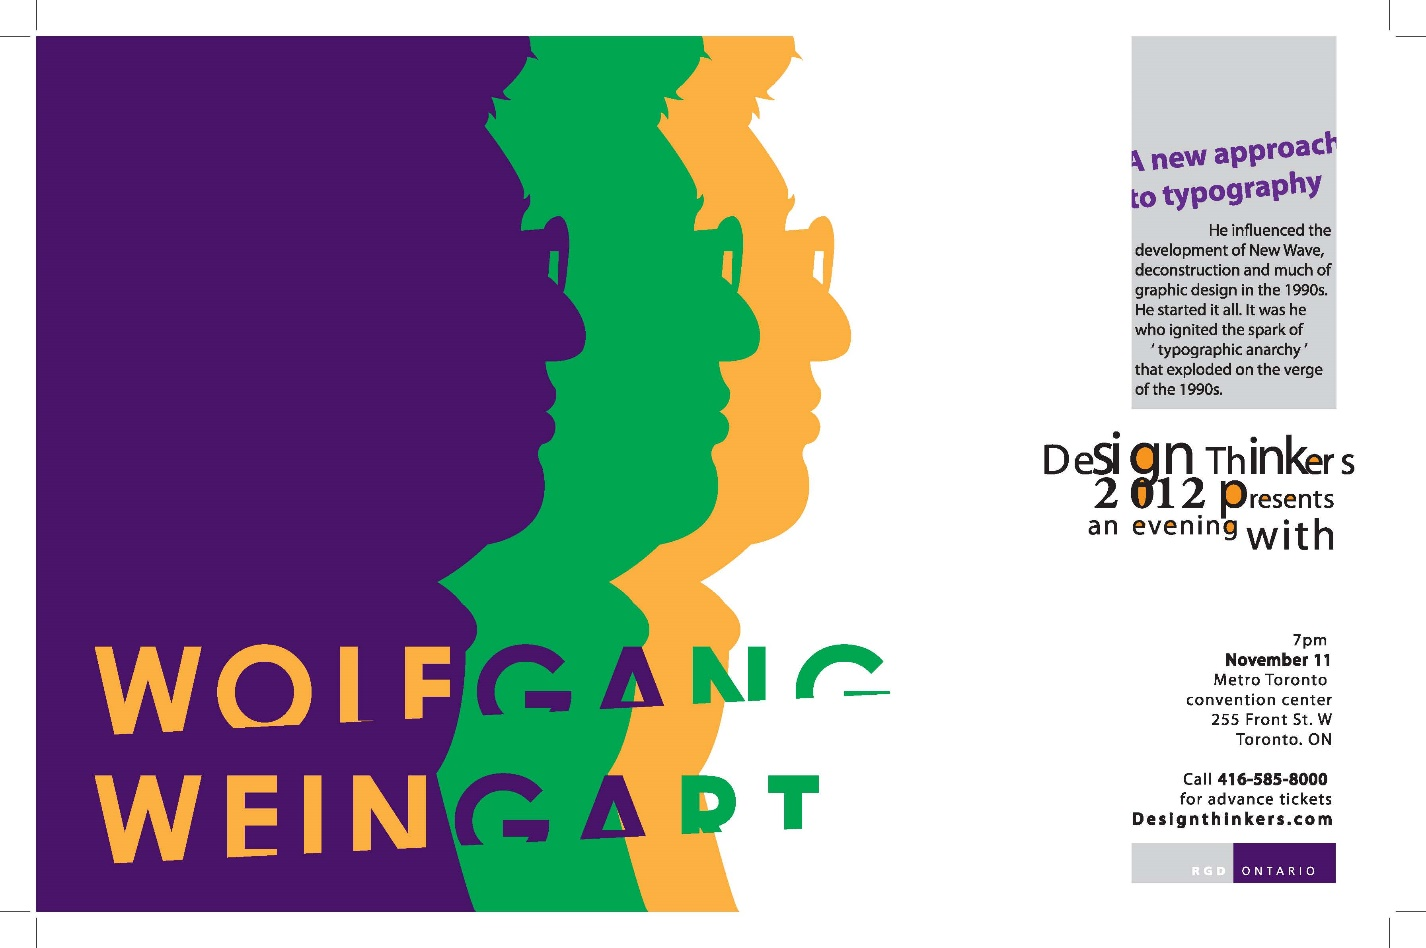 WOLFGANG
WEINGART
A new approach
to typography
He influenced the
development of New Wave,
deconstruction and much of
graphic design in the 1990s.
He started it all. It was he
who ignited the spark of
‘ typographic anarchy ’
that exploded on the verge
of the 1990s.
Design Thinkers
2012 presents
an evening with
7pm
November 11
Metro Toronto
convention center
255 Front St. W
Toronto. ON
Call 416-585-8000
for advance tickets
Designthinkers.com
RGD ONTARIO